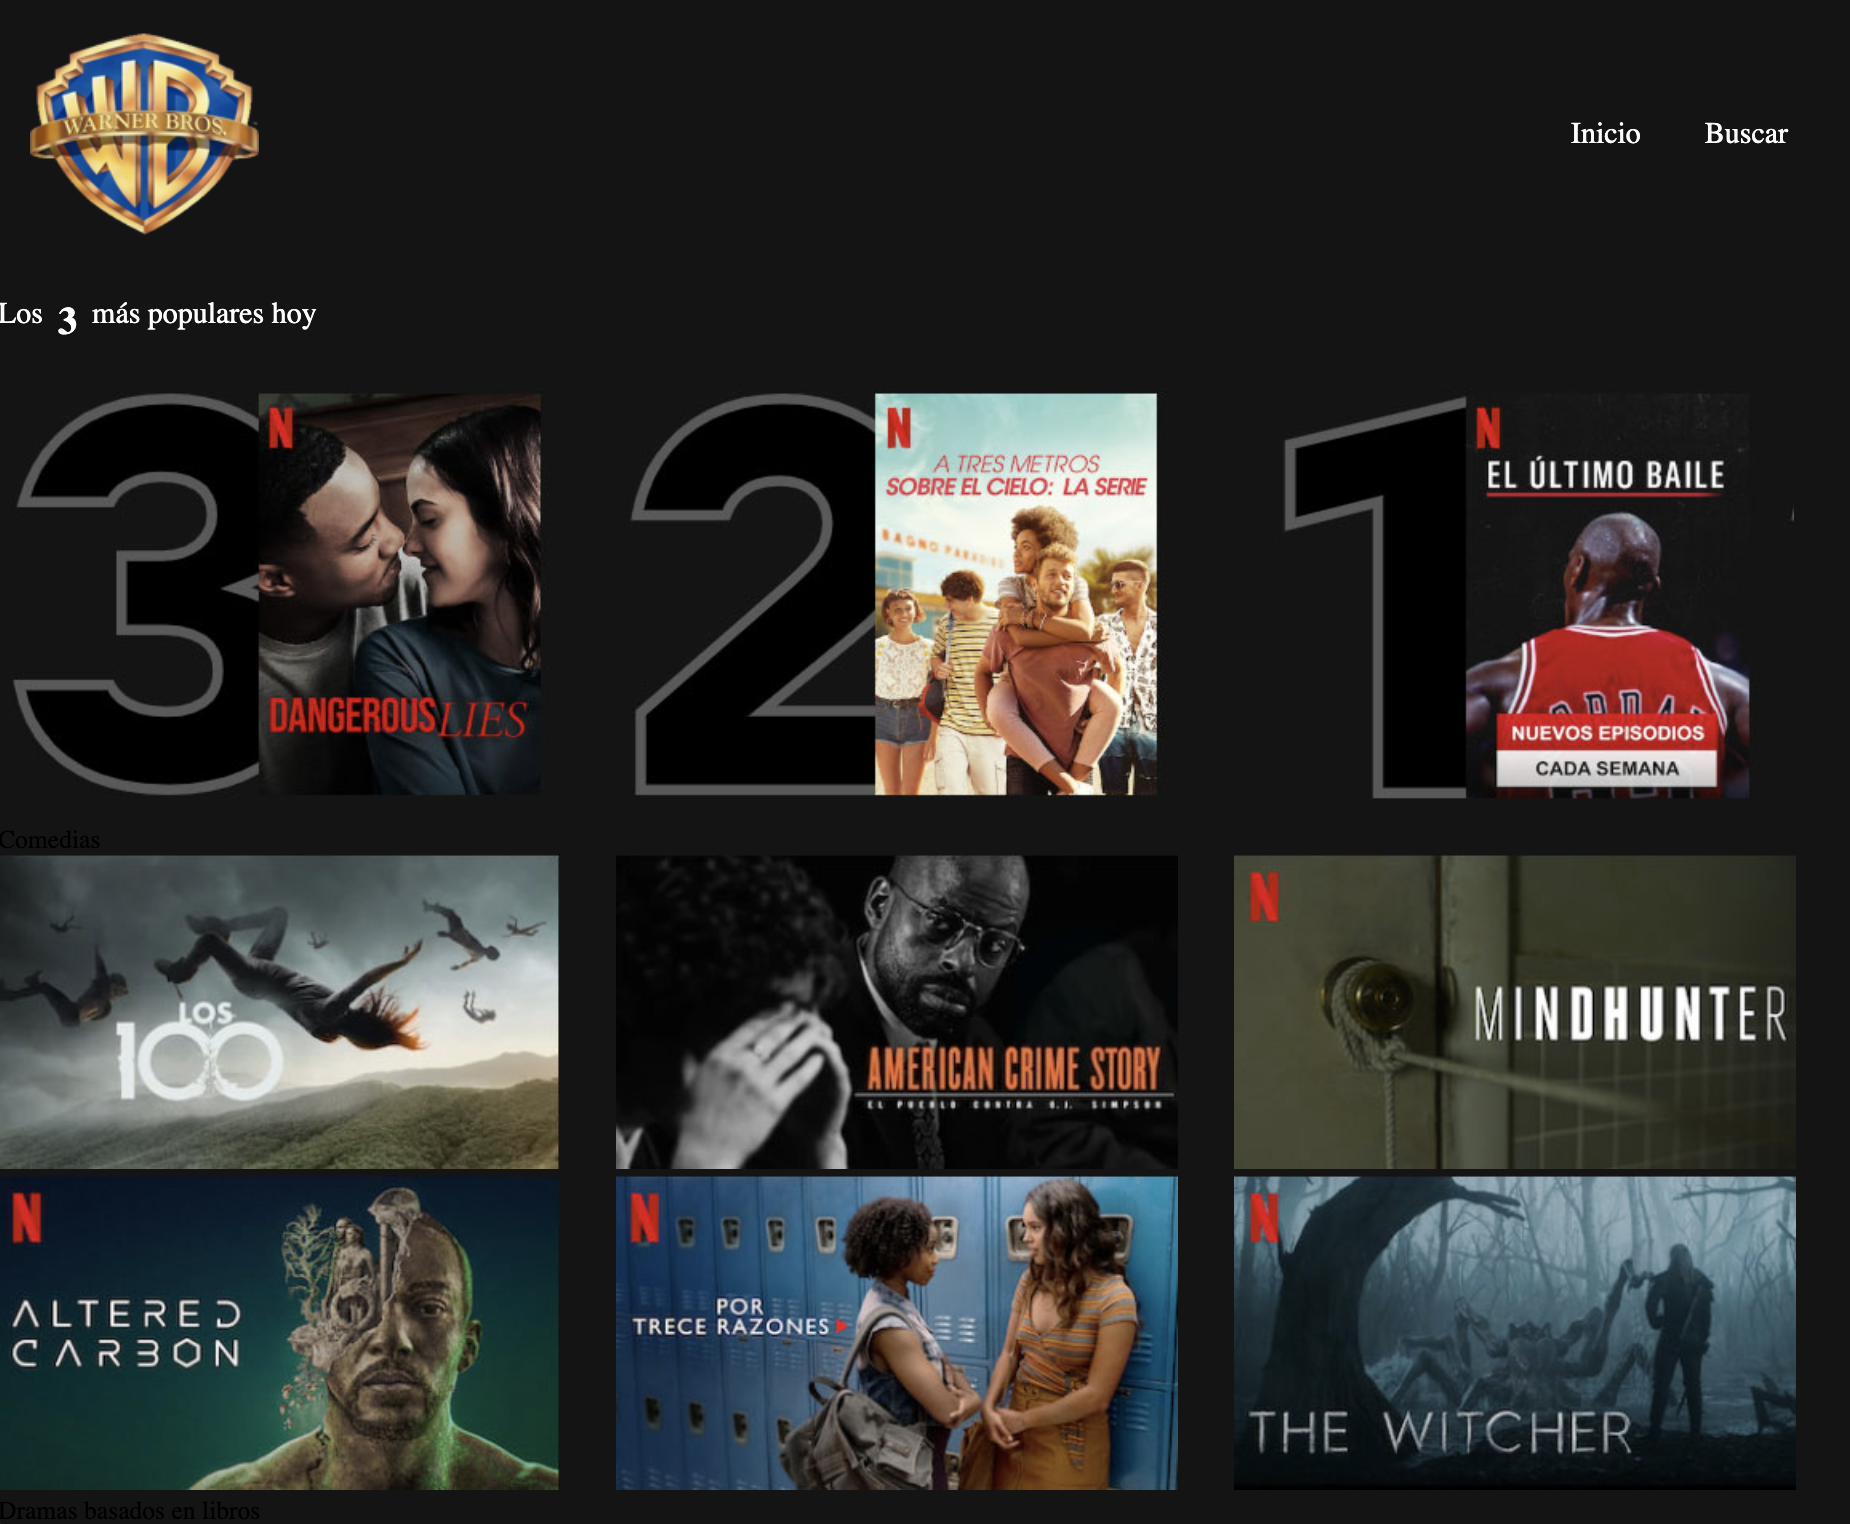 WARNER BROS.
Inicio Buscar
Los 3 más populares hoy
3
N
DANGEROUS LIES
2
N
A TRES METROS
SOBRE EL CIELO: LA SERIE
BAGNO PARADISO
1
N
EL ÚLTIMO BAILE
NUEVOS EPISODIOS
CADA SEMANA
Comedias
LOS
100
AMERICAN CRIME STORY
EL PUEBLO CONTRA O.J. SIMPSON
N
MINDHUNTER
N
ALTERED
CARBON
N
POR
TRECE RAZONES
N
THE WITCHER
Dramas basados en libros